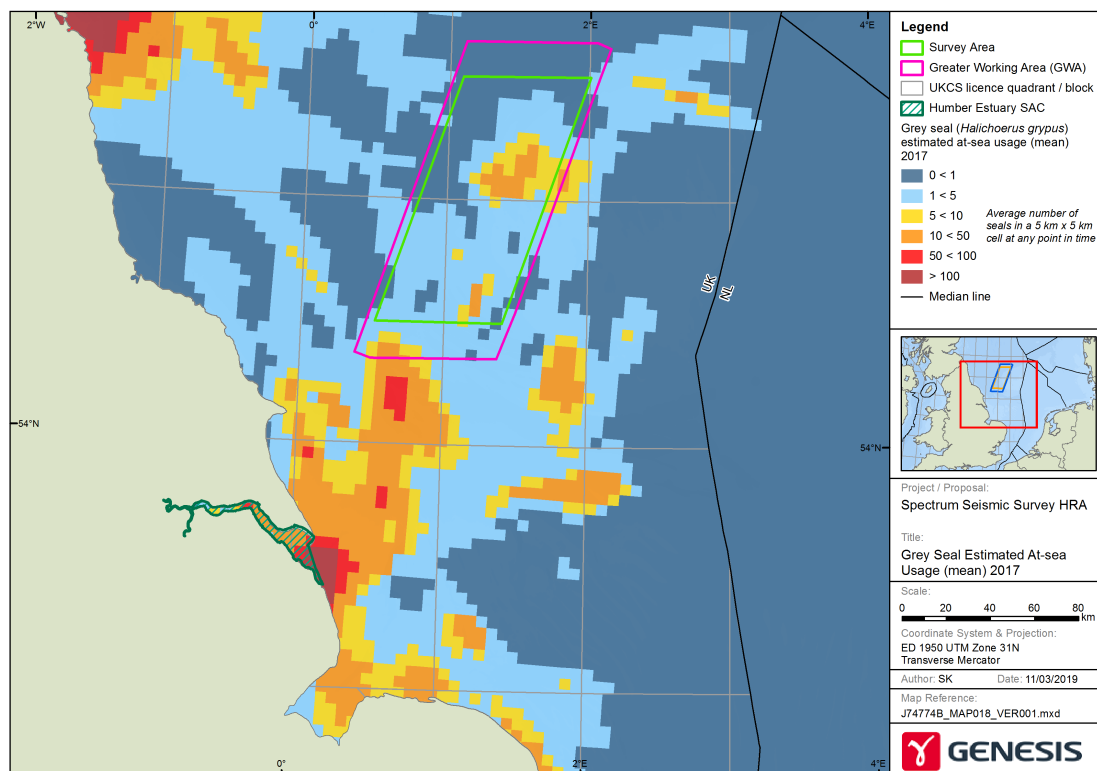 2°W
0°
2°E
4°E
54°N
54°N
UK
NL
0°
2°E
4°E
Legend
Survey Area
Greater Working Area (GWA)
UKCS licence quadrant / block
Humber Estuary SAC
Grey seal (Halichoerus grypus)
estimated at-sea usage (mean)
2017
0 < 1
1 < 5
5 < 10
10 < 50
50 < 100
> 100
Average number of
seals in a 5 km x 5 km
cell at any point in time
Median line
Project / Proposal:
Spectrum Seismic Survey HRA
Title:
Grey Seal Estimated At-sea
Usage (mean) 2017
Scale:
0 20 40 60 80
km
Coordinate System & Projection:
ED 1950 UTM Zone 31N
Transverse Mercator
Author: SK Date: 11/03/2019
Map Reference:
J74774B_MAP018_VER001.mxd
GENESIS